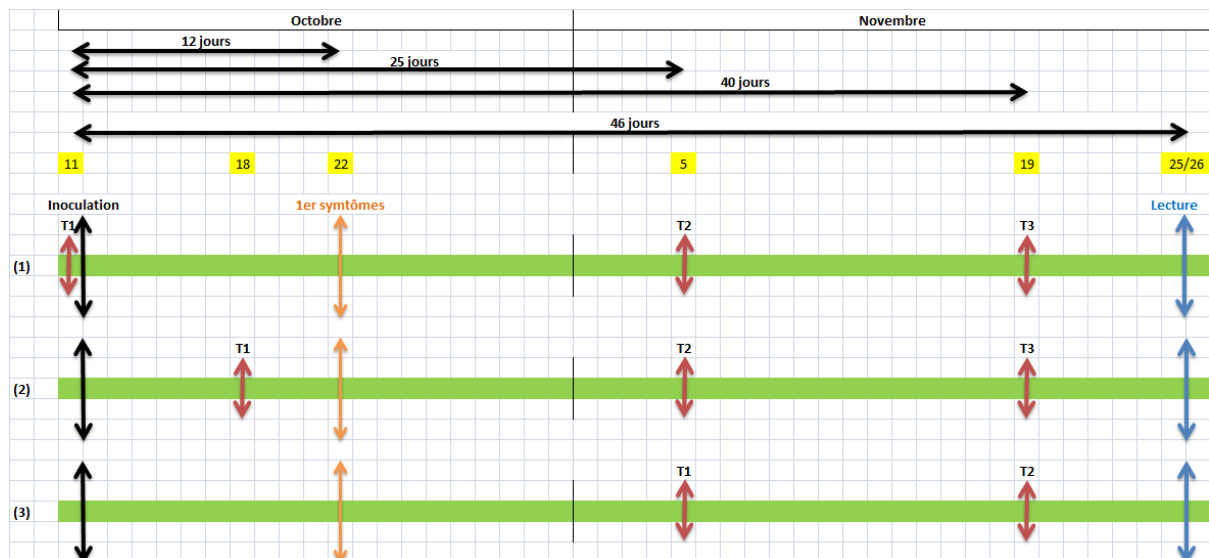 Octobre Novembre
12 jours
25 jours
40 jours
46 jours
11 18 22 5 19 25/26
Inoculation 1er symtômes Lecture
T1 T2 T3
(1)
T1 T2 T3
(2)
T1 T2
(3)